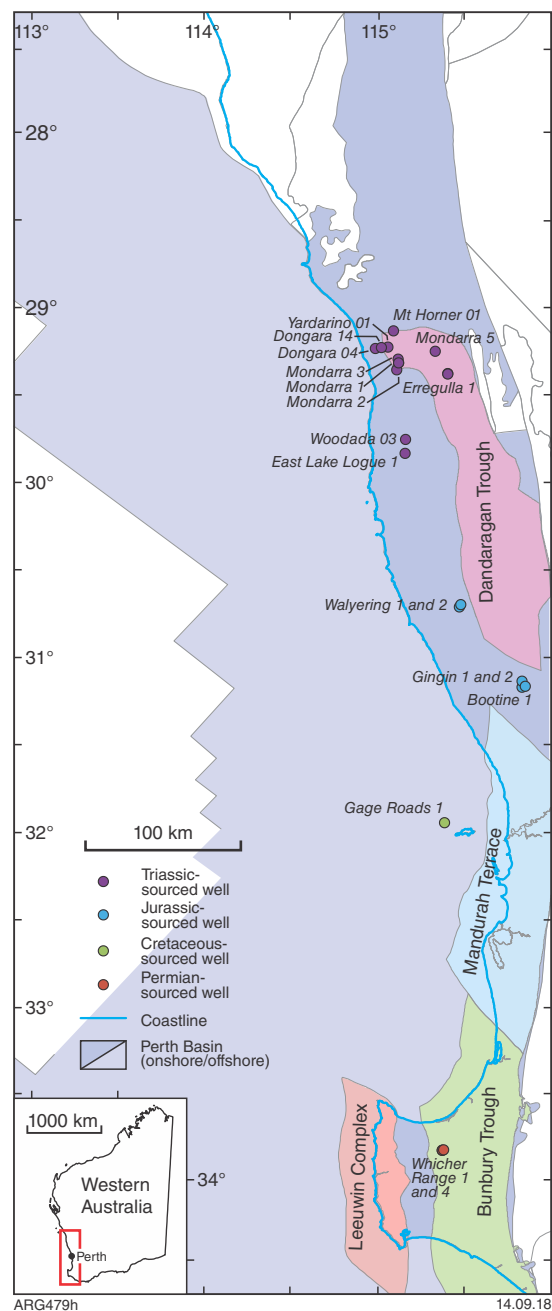 113°
114°
115°
28°
29°
Mt Horner 01
Yardarino 01
Dongara 14
Mondarra 5
Dongara 04
Mondarra 3
Mondarra 1
Erregulla 1
Mondarra 2
Woodada 03
East Lake Logue 1
30°
Dandaragan Trough
Walyering 1 and 2
31°
Gingin 1 and 2
Bootine 1
Gage Roads 1
32°
100 km
Mandurah Terrace
Triassic-
sourced well
Jurassic-
sourced well
Cretaceous-
sourced well
Permian-
sourced well
33°
Coastline
Perth Basin
(onshore/offshore)
1000 km
Western
Australia
Perth
Leeuwin Complex
Bunbury Trough
Whicher
Range 1
and 4
34°
ARG479h
14.09.18